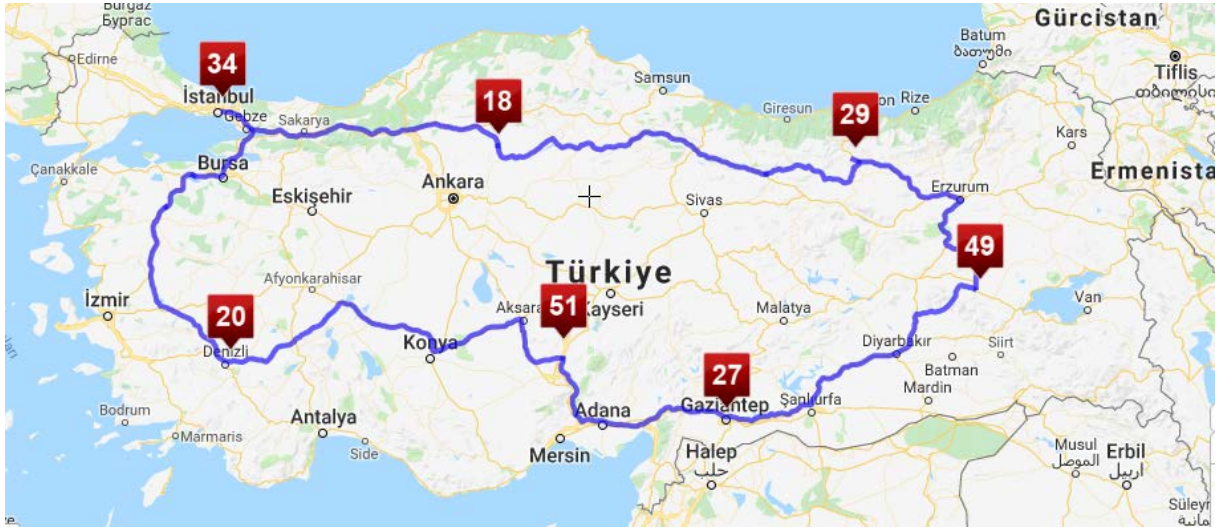 Burgaz
Бургас
Gürcistan
Batum
ბათუმი
Edirne
34
Tiflis
თბილისი
Samsun
İstanbul
18
Giresun
on
Rize
29
Gebze
Sakarya
Kars
Çanakkale
Bursa
Ermenista
Eskişehir
Ankara
Erzurum
Sivas
49
Türkiye
Afyonkarahisar
İzmir
20
Aksara
51
Kayseri
Malatya
Van
Denizli
Konya
Diyarbakır
Siirt
Batman
27
Mardin
Bodrum
Antalya
Adana
Gaziantep
Şanlıurfa
Marmaris
Side
Mersin
Halep
حلب
Musul
الموصل
Erbil
اربيل
Süley